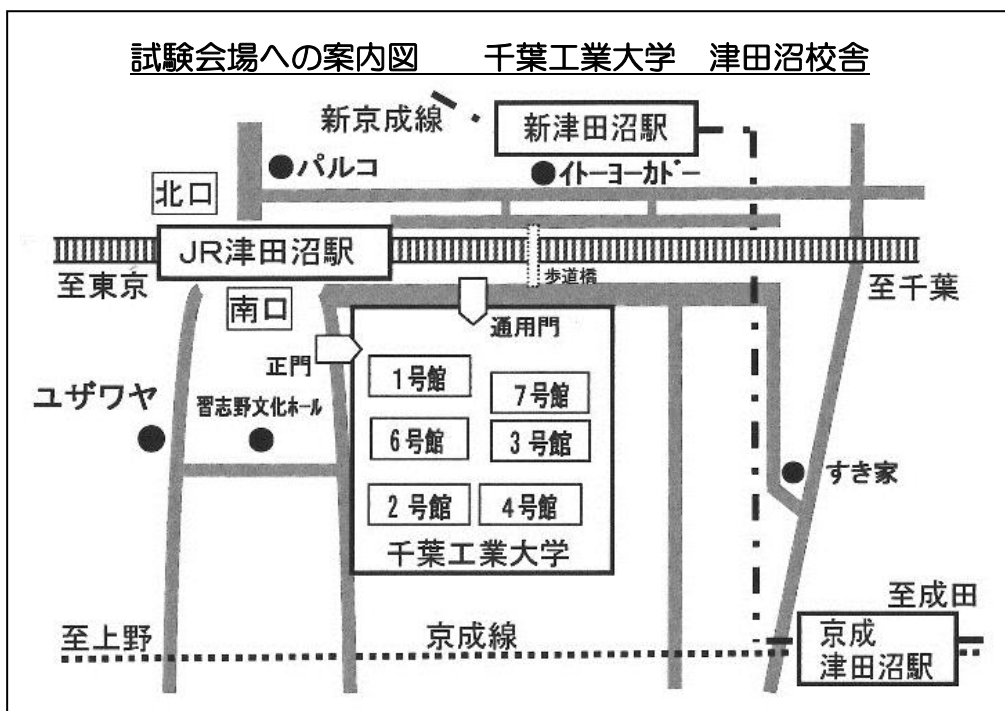 試験会場への案内図　　千葉工業大学　津田沼校舎
新京成線
新津田沼駅
パルコ
ｲﾄｰﾖｰｶﾄﾞｰ
北口
JR津田沼駅
歩道橋
至東京
至千葉
南口
通用門
正門
1号館
7号館
ユザワヤ
習志野文化ﾎｰﾙ
6号館
3号館
すき家
2号館
4号館
千葉工業大学
至成田
至上野
京成線
京成
津田沼駅